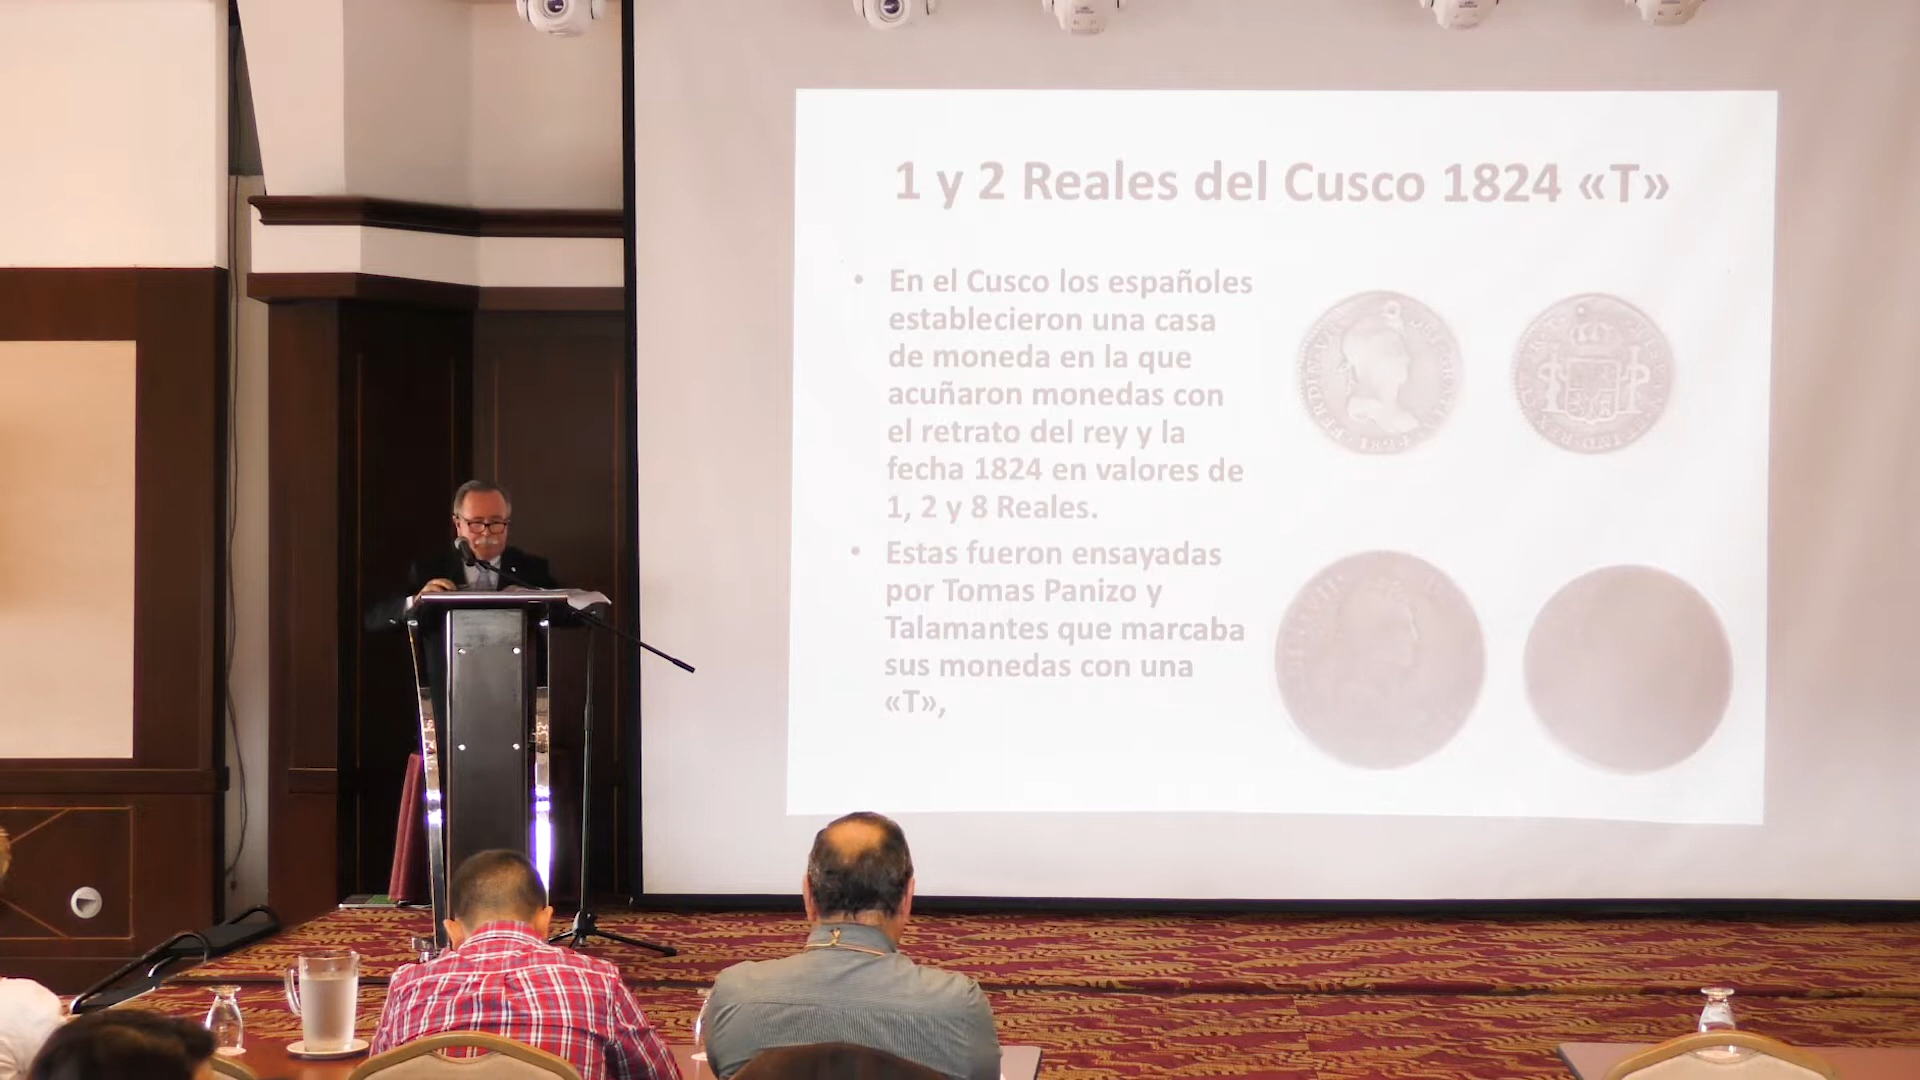 1 y 2 Reales del Cusco 1824 «T»
• En el Cusco los españoles
establecieron una casa
de moneda en la que
acuñaron monedas con
el retrato del rey y la
fecha 1824 en valores de
1, 2 y 8 Reales.
• Estas fueron ensayadas
por Tomas Panizo y
Talamantes que marcaba
sus monedas con una
«T»,